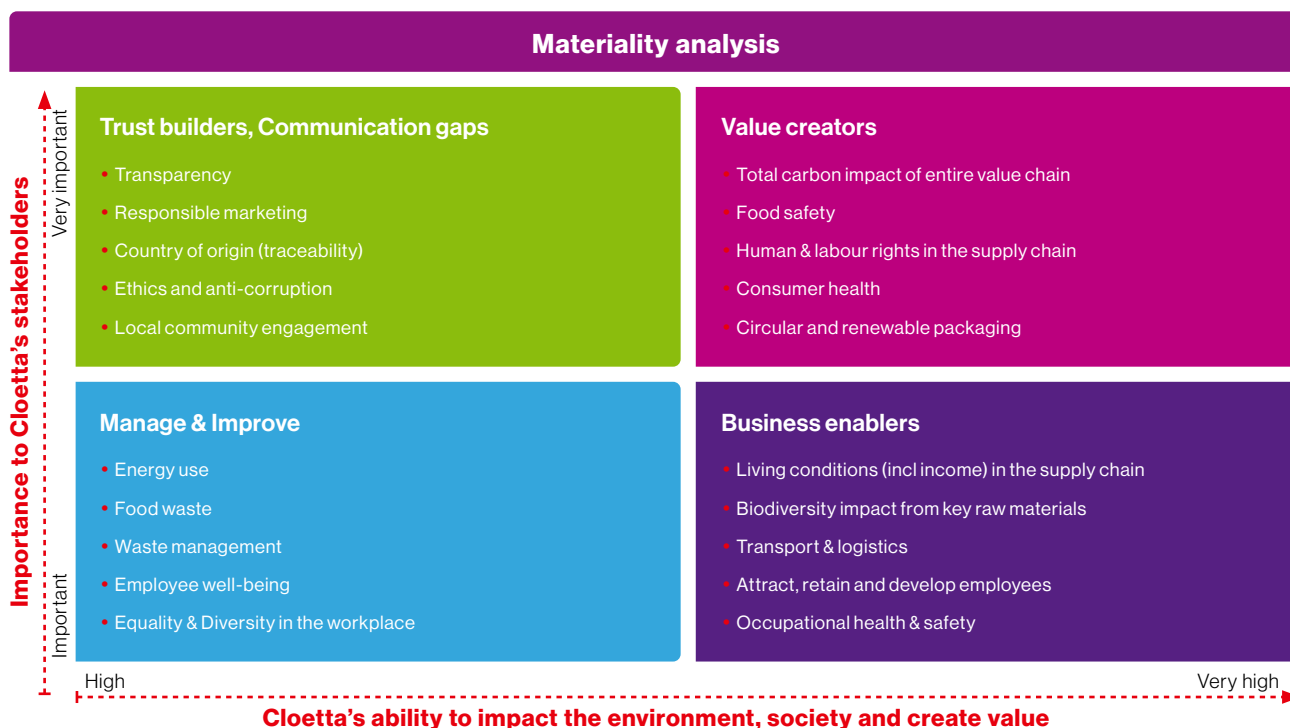 Materiality analysis
Importance to Cloetta's stakeholders
Very important
Important
Trust builders, Communication gaps
• Transparency
• Responsible marketing
• Country of origin (traceability)
• Ethics and anti-corruption
• Local community engagement
Value creators
• Total carbon impact of entire value chain
• Food safety
• Human & labour rights in the supply chain
• Consumer health
• Circular and renewable packaging
Manage & Improve
• Energy use
• Food waste
• Waste management
• Employee well-being
• Equality & Diversity in the workplace
Business enablers
• Living conditions (incl income) in the supply chain
• Biodiversity impact from key raw materials
• Transport & logistics
• Attract, retain and develop employees
• Occupational health & safety
High
Very high
Cloetta's ability to impact the environment, society and create value